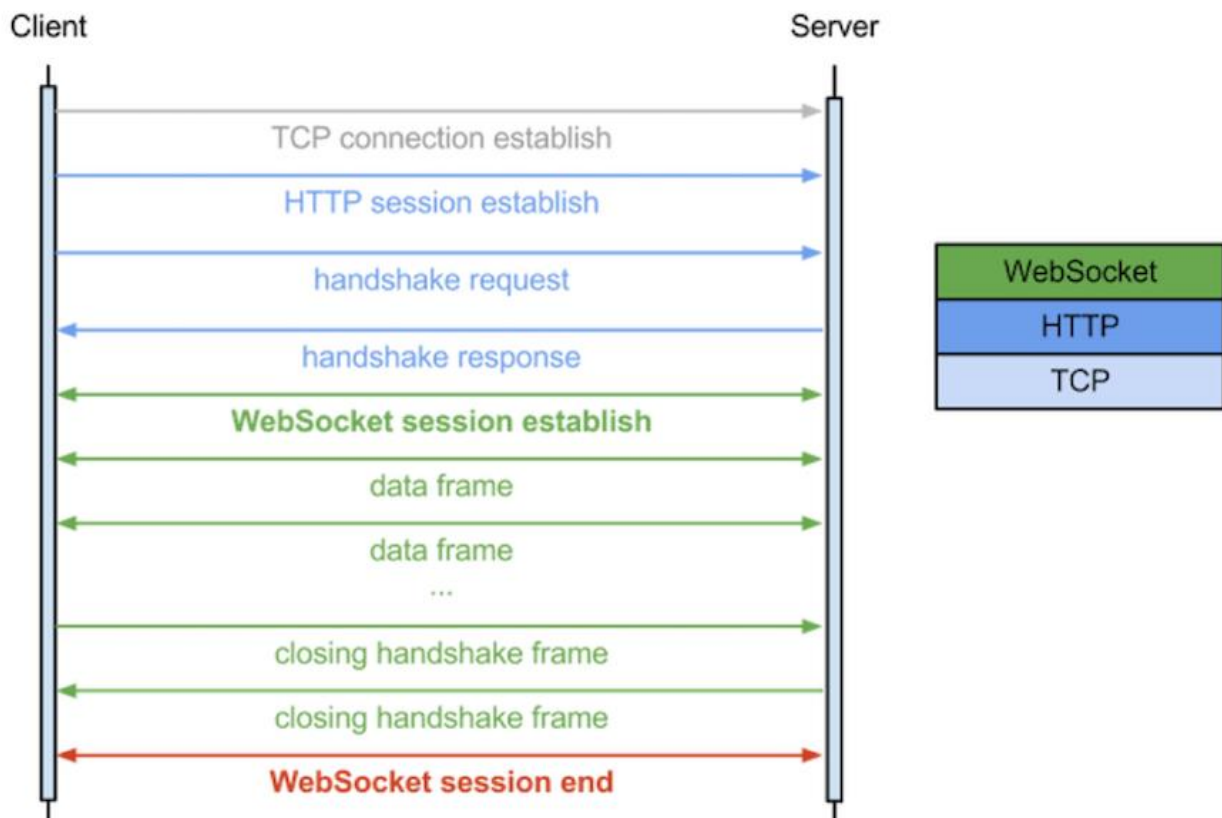 Client
Server
TCP connection establish
HTTP session establish
handshake request
handshake response
WebSocket session establish
data frame
data frame
...
closing handshake frame
closing handshake frame
WebSocket session end
WebSocket
HTTP
TCP